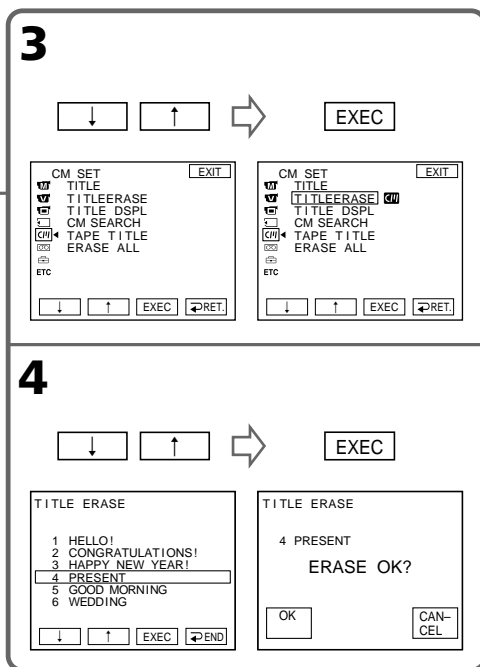 3
↓ ↑ EXEC
CM SET EXIT
TITLE
TITLEERASE
TITLE DSPL
CM SEARCH
TAPE TITLE
ERASE ALL
ETC
↓ ↑ EXEC RET.
CM SET EXIT
TITLE
TITLEERASE
TITLE DSPL
CM SEARCH
TAPE TITLE
ERASE ALL
ETC
↓ ↑ EXEC RET.
4
↓ ↑ EXEC
TITLE ERASE
1 HELLO!
2 CONGRATULATIONS!
3 HAPPY NEW YEAR!
4 PRESENT
5 GOOD MORNING
6 WEDDING
↓ ↑ EXEC END
TITLE ERASE
4 PRESENT
ERASE OK?
OK CAN–
CEL